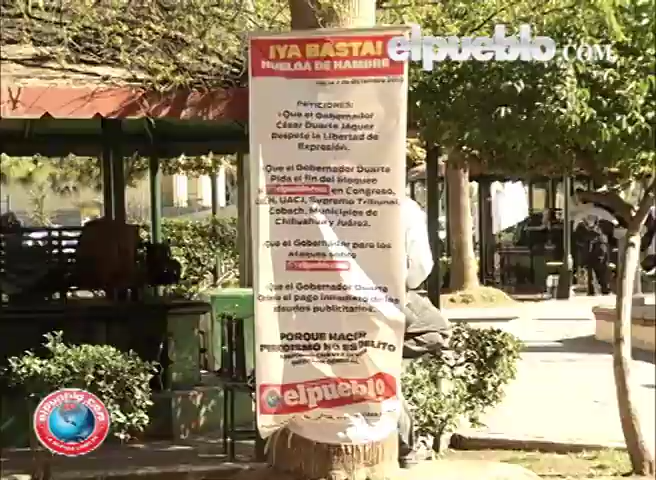 ¡YA BASTA!
HUELGA DE HAMBRE
elpueblo.COM
PETICIONES:
Que el Gobernador
César Duarte Jáquez
Respete la Libertad de
Expresión.
Que el Gobernador Duarte
Pida el fin del bloqueo
en Congreso,
UACJ, Supremo Tribunal,
Cobach, Municipios de
Chihuahua y Juárez.
Que el Gobernador pare los
ataques
Que el Gobernador Duarte
el pago inmediato de los
adeudos publicitarios.
PORQUE HACER
PERIODISMO NO ES DELITO
elpueblo
elpueblo.com